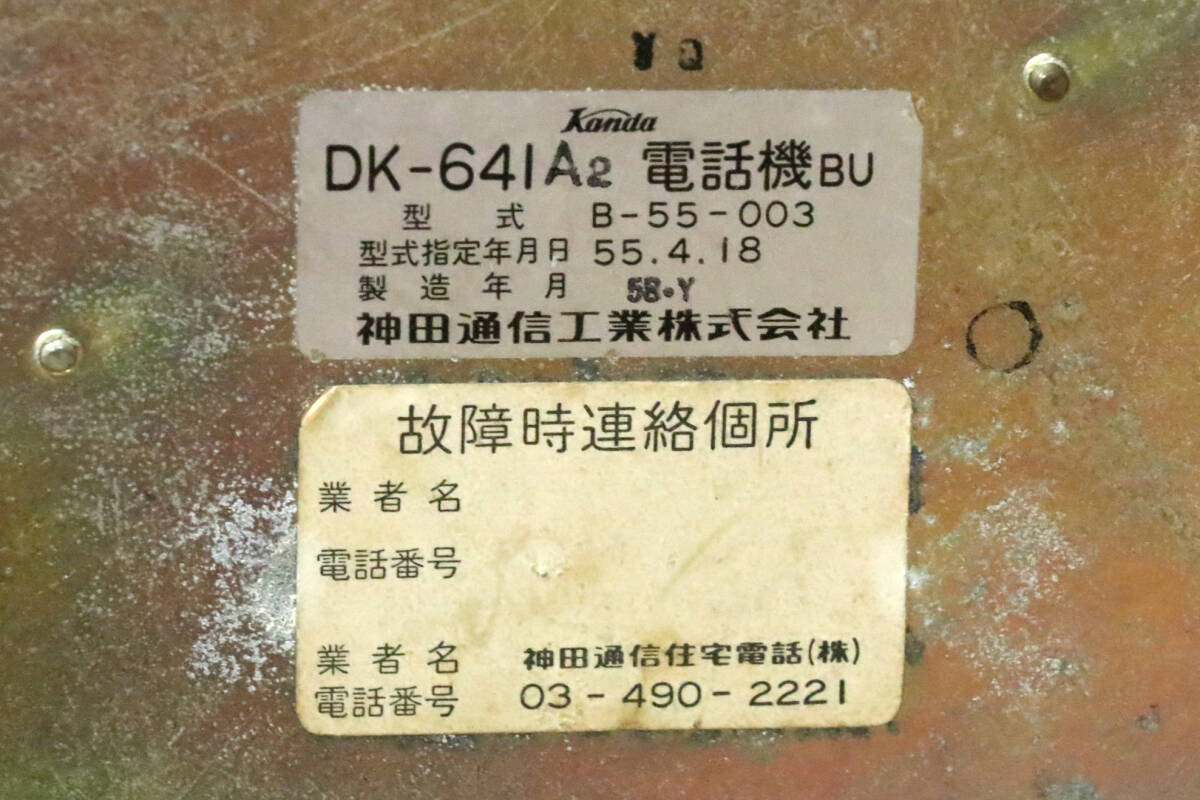 Kanda
DK-641A2 電話機BU
型式 B-55-003
型式指定年月日 55.4.18
製造年月 58.Y
神田通信工業株式会社
故障時連絡個所
業者名
電話番号
業者名 神田通信住宅電話(株)
電話番号 03-490-2221